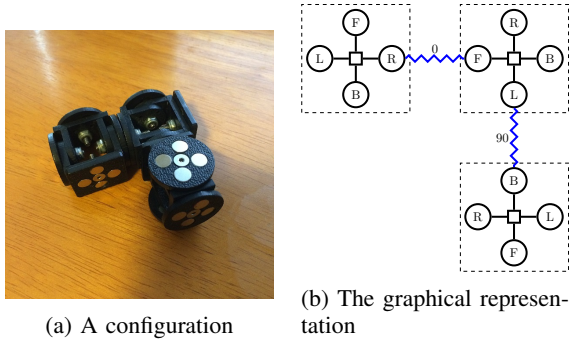 F R
L R 0 F B
B L
90
B
R L
F
(a) A configuration
(b) The graphical represen-
tation